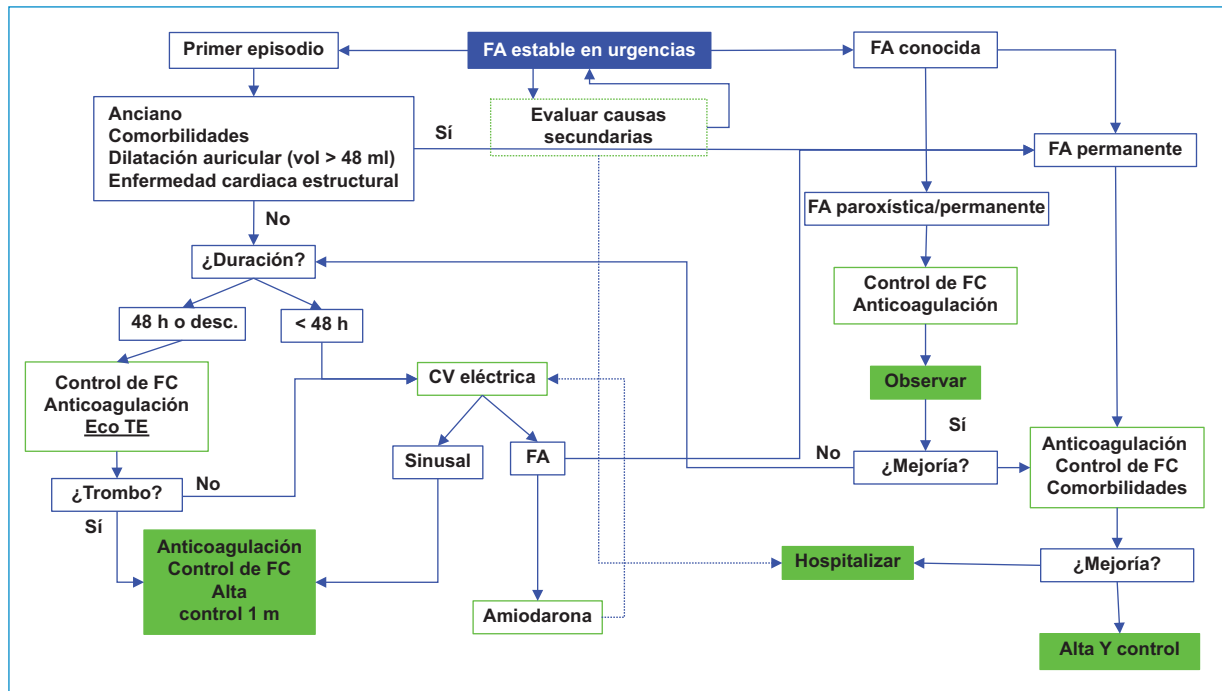 Primer episodio
FA estable en urgencias
FA conocida
Anciano
Comorbilidades
Dilatación auricular (vol > 48 ml)
Enfermedad cardiaca estructural
Sí
Evaluar causas
secundarias
FA permanente
No
FA paroxística/permanente
¿Duración?
Control de FC
Anticoagulación
48 h o desc.
< 48 h
Control de FC
Anticoagulación
Eco TE
CV eléctrica
Observar
Sí
No
¿Mejoría?
Sinusal
FA
Anticoagulación
Control de FC
Comorbilidades
¿Trombo?
No
Sí
Anticoagulación
Control de FC
Alta
control 1 m
Hospitalizar
¿Mejoría?
Amiodarona
Alta Y control